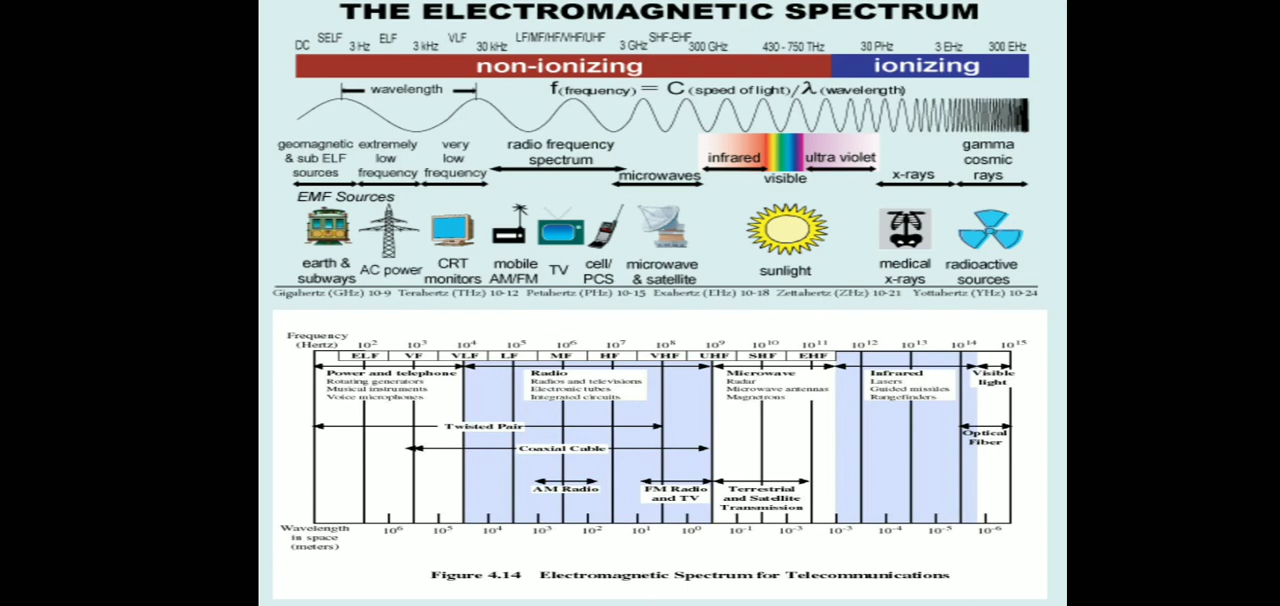 THE ELECTROMAGNETIC SPECTRUM
DC SELF 3 Hz ELF 3 kHz VLF 30 kHz LF/MF/HF/VHF/UHF 3 GHz SHF-EHF 300 GHz 430 - 750 THz 30 PHz 3 EHz 300 EHz
non-ionizing ionizing
wavelength f(frequency) = C (speed of light) / λ (wavelength)
geomagnetic & sub ELF sources
extremely low frequency
very low frequency
radio frequency spectrum
microwaves
infrared
visible
ultra violet
x-rays
gamma cosmic rays
EMF Sources
earth & subways
AC power
CRT monitors
mobile AM/FM
TV
cell/ PCS
microwave & satellite
sunlight
medical x-rays
radioactive sources
Gigahertz (GHz) 10-9 Terahertz (THz) 10-12 Petahertz (PHz) 10-15 Exahertz (EHz) 10-18 Zettahertz (ZHz) 10-21 Yottahertz (YHz) 10-24
Frequency
(Hertz) 10² 10³ 10⁴ 10⁵ 10⁶ 10⁷ 10⁸ 10⁹ 10¹⁰ 10¹¹ 10¹² 10¹³ 10¹⁴ 10¹⁵
ELF VF VLF LF MF HF VHF UHF SHF EHF
Power and telephone
Rotating generators
Musical instruments
Voice microphones
Radio
Radios and televisions
Electronic tubes
Integrated circuits
Microwave
Radar
Microwave antennas
Magnetrons
Infrared
Lasers
Guided missiles
Rangefinders
Visible
light
Twisted Pair
Optical
Fiber
Coaxial Cable
AM Radio
FM Radio
and TV
Terrestrial
and Satellite
Transmission
Wavelength
in space
(meters)
10⁶ 10⁵ 10⁴ 10³ 10² 10¹ 10⁰ 10⁻¹ 10⁻³ 10⁻³ 10⁻⁴ 10⁻⁵ 10⁻⁶
Figure 4.14 Electromagnetic Spectrum for Telecommunications